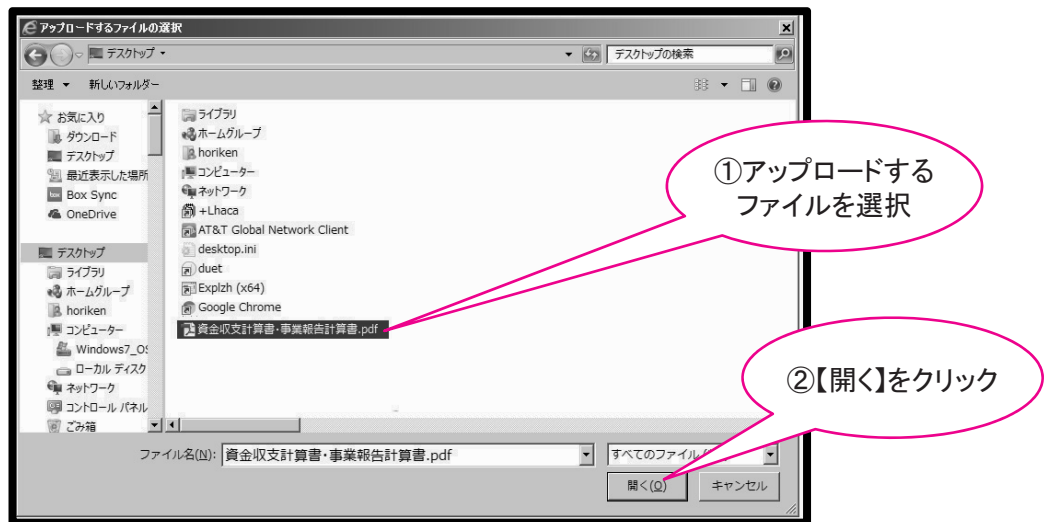 アップロードするファイルの選択
デスクトップ
デスクトップの検索
整理 新しいフォルダー
お気に入り
ダウンロード
デスクトップ
最近表示した場所
Box Sync
OneDrive
デスクトップ
ライブラリ
ホームグループ
horiken
コンピューター
Windows7_OS
ローカル ディスク
ネットワーク
コントロール パネル
ごみ箱
ライブラリ
ホームグループ
horiken
コンピューター
ネットワーク
+Lhaca
AT&T Global Network Client
desktop.ini
duet
Explzh (x64)
Google Chrome
資金収支計算書・事業報告計算書.pdf
①アップロードする
ファイルを選択
②【開く】をクリック
ファイル名(N): 資金収支計算書・事業報告計算書.pdf
すべてのファイル
開く(O)
キャンセル